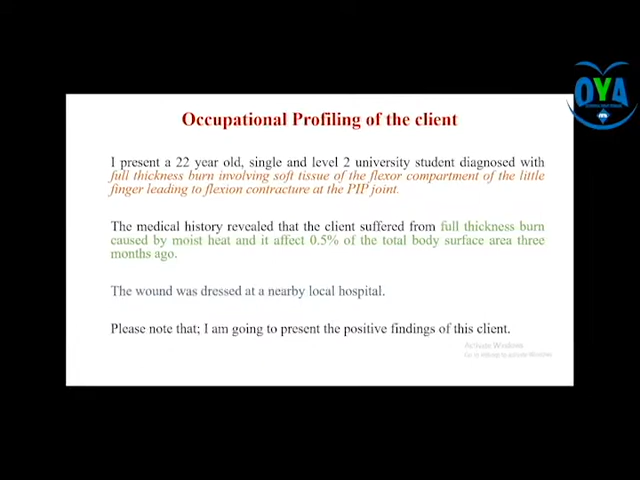 OYA
Occupational Profiling of the client
I present a 22 year old, single and level 2 university student diagnosed with
full thickness burn involving soft tissue of the flexor compartment of the little
finger leading to flexion contracture at the PIP joint.
The medical history revealed that the client suffered from full thickness burn
caused by moist heat and it affect 0.5% of the total body surface area three
months ago.
The wound was dressed at a nearby local hospital.
Please note that; I am going to present the positive findings of this client.
Activate Windows
Go to Settings to activate Windows